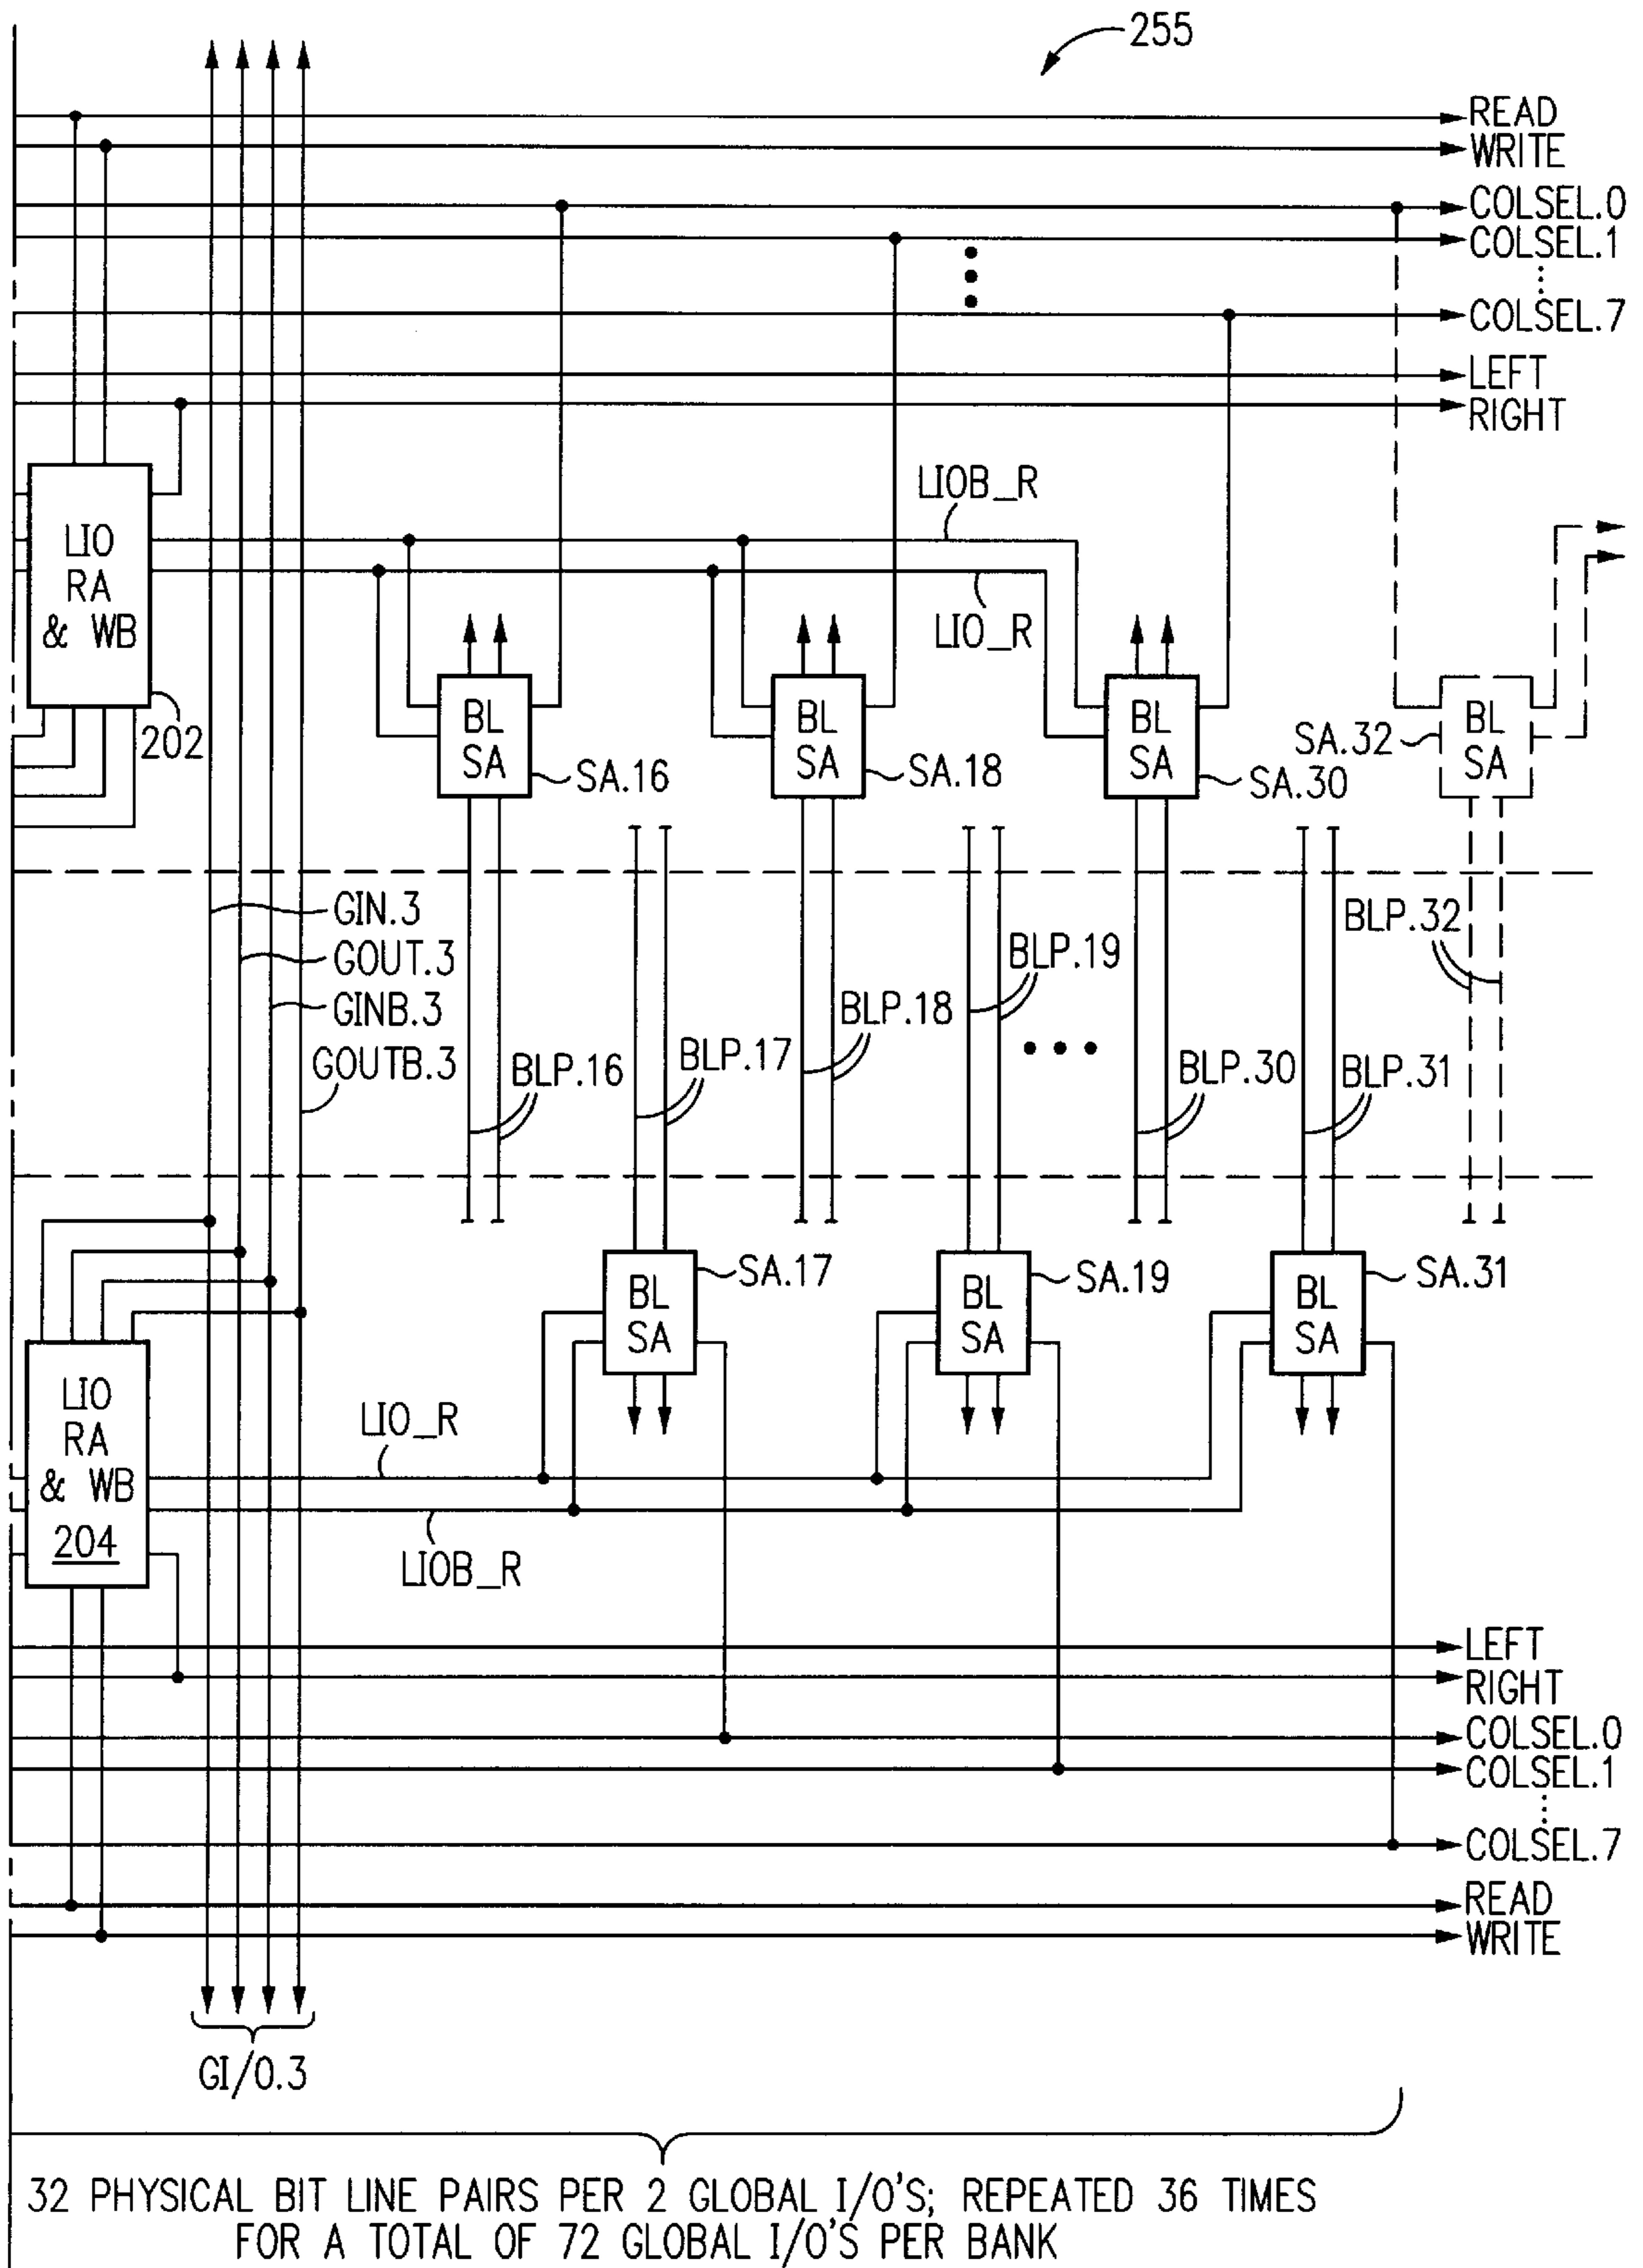 255
READ
WRITE
COLSEL.0
COLSEL.1
COLSEL.7
LEFT
RIGHT
LIOB_R
LIO
RA
& WB
LIO_R
202
BL
SA
SA.16
BL
SA
SA.18
BL
SA
SA.30
SA.32
BL
SA
GIN.3
GOUT.3
GINB.3
GOUTB.3
BLP.16
BLP.17
BLP.18
BLP.19
BLP.30
BLP.31
BLP.32
BL
SA
SA.17
BL
SA
SA.19
BL
SA
SA.31
LIO
RA
& WB
204
LIO_R
LIOB_R
LEFT
RIGHT
COLSEL.0
COLSEL.1
COLSEL.7
READ
WRITE
GI/O.3
32 PHYSICAL BIT LINE PAIRS PER 2 GLOBAL I/O'S; REPEATED 36 TIMES
FOR A TOTAL OF 72 GLOBAL I/O'S PER BANK